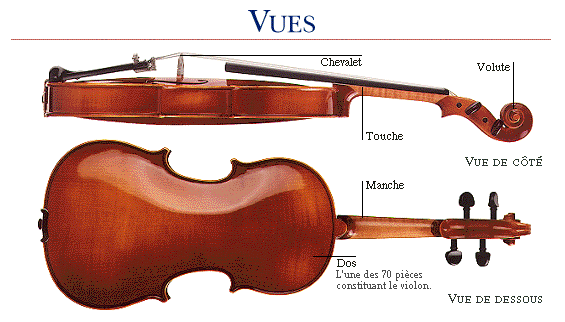 VUES
Chevalet
Volute
Touche
VUE DE CÔTÉ
Manche
Dos
L'une des 70 pièces
constituant le violon.
VUE DE DESSOUS